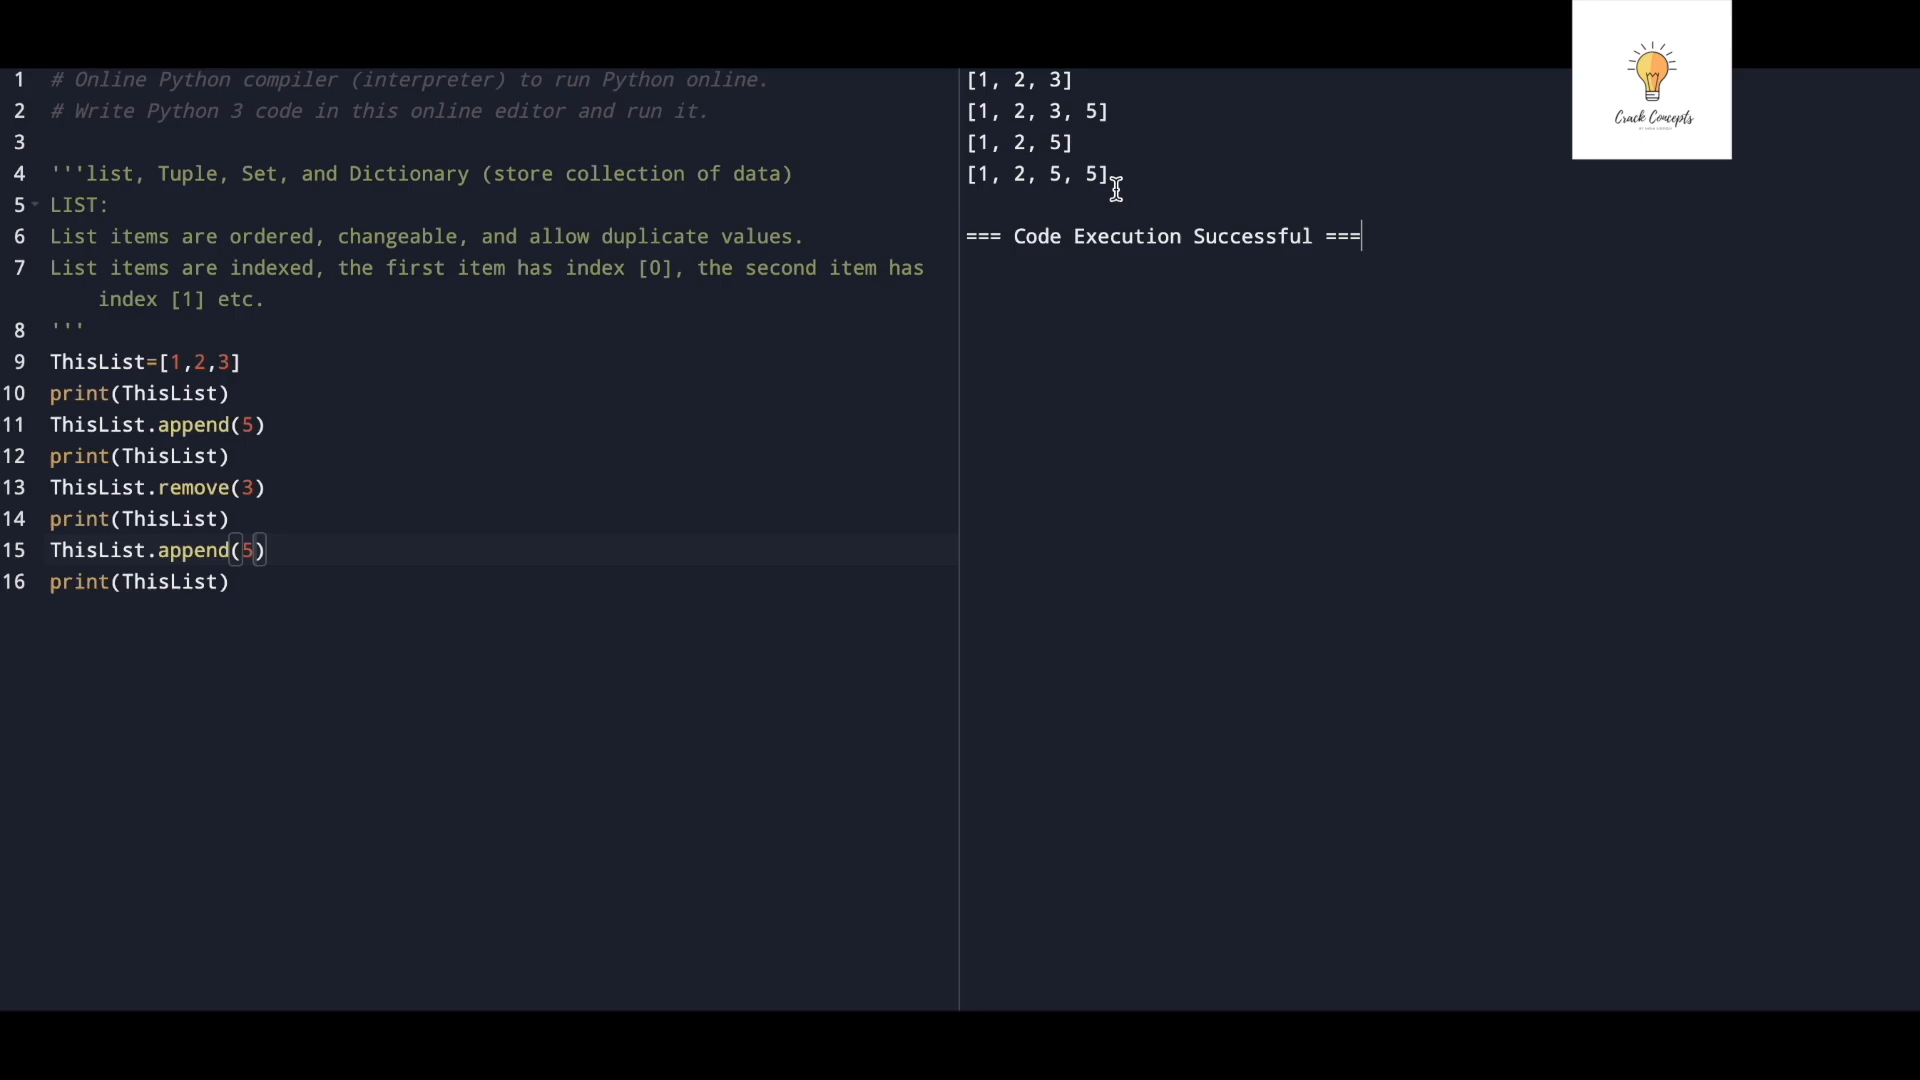 1 # Online Python compiler (interpreter) to run Python online.
2 # Write Python 3 code in this online editor and run it.
3
4 '''list, Tuple, Set, and Dictionary (store collection of data)
5 LIST:
6 List items are ordered, changeable, and allow duplicate values.
7 List items are indexed, the first item has index [0], the second item has
index [1] etc.
8 '''
9 ThisList=[1,2,3]
10 print(ThisList)
11 ThisList.append(5)
12 print(ThisList)
13 ThisList.remove(3)
14 print(ThisList)
15 ThisList.append(5)
16 print(ThisList)
[1, 2, 3]
[1, 2, 3, 5]
[1, 2, 5]
[1, 2, 5, 5]
=== Code Execution Successful ===
Crack Concepts